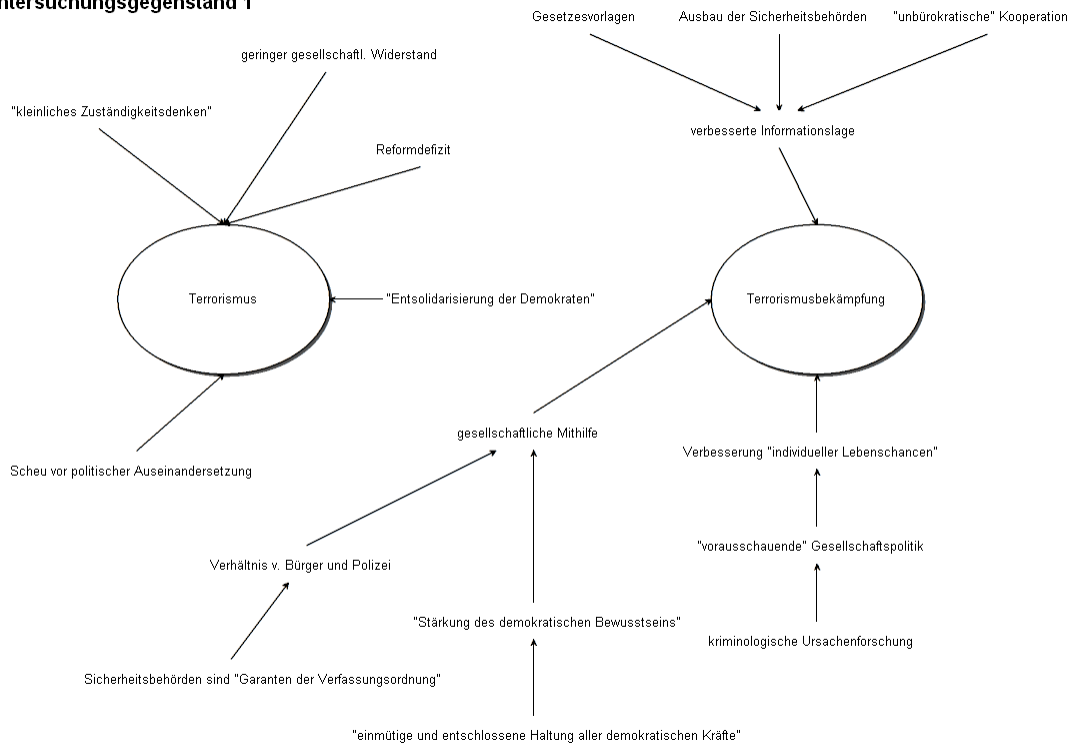 ntersuchungsgegenstand 1
Gesetzesvorlagen
Ausbau der Sicherheitsbehörden
"unbürokratische" Kooperation
geringer gesellschaftl. Widerstand
"kleinliches Zuständigkeitsdenken"
verbesserte Informationslage
Reformdefizit
Terrorismus
"Entsolidarisierung der Demokraten"
Terrorismusbekämpfung
gesellschaftliche Mithilfe
Verbesserung "individueller Lebenschancen"
Scheu vor politischer Auseinandersetzung
"vorausschauende" Gesellschaftspolitik
Verhältnis v. Bürger und Polizei
"Stärkung des demokratischen Bewusstseins"
kriminologische Ursachenforschung
Sicherheitsbehörden sind "Garanten der Verfassungsordnung"
"einmütige und entschlossene Haltung aller demokratischen Kräfte"